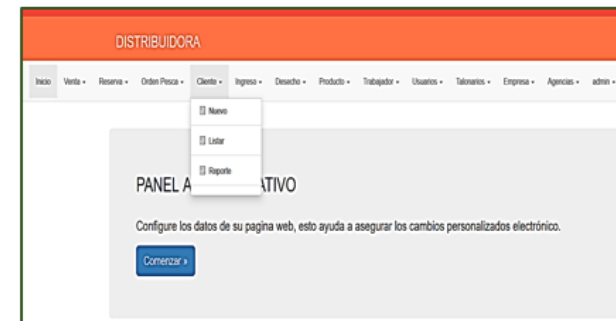 DISTRIBUIDORA
Inicio Venta Reserva Orden Pesca Cliente Ingreso Desecho Producto Trabajador Usuarios Talonarios Empresa Agencias admin
Nuevo
Listar
Reporte
PANEL A TIVO
Configure los datos de su pagina web, esto ayuda a asegurar los cambios personalizados electrónico.
Comenzar »